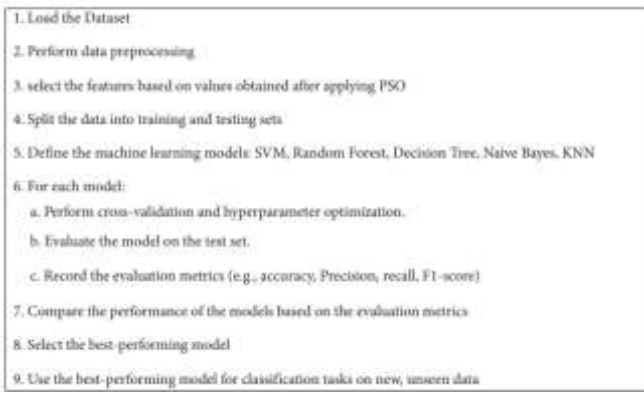 1. Load the Dataset
2. Perform data preprocessing
3. select the features based on values obtained after applying PSO
4. Split the data into training and testing sets
5. Define the machine learning models: SVM, Random Forest, Decision Tree, Naive Bayes, KNN
6. For each model:
a. Perform cross-validation and hyperparameter optimization.
b. Evaluate the model on the test set.
c. Record the evaluation metrics (e.g., accuracy, Precision, recall, F1-score)
7. Compare the performance of the models based on the evaluation metrics
8. Select the best-performing model
9. Use the best-performing model for classification tasks on new, unseen data